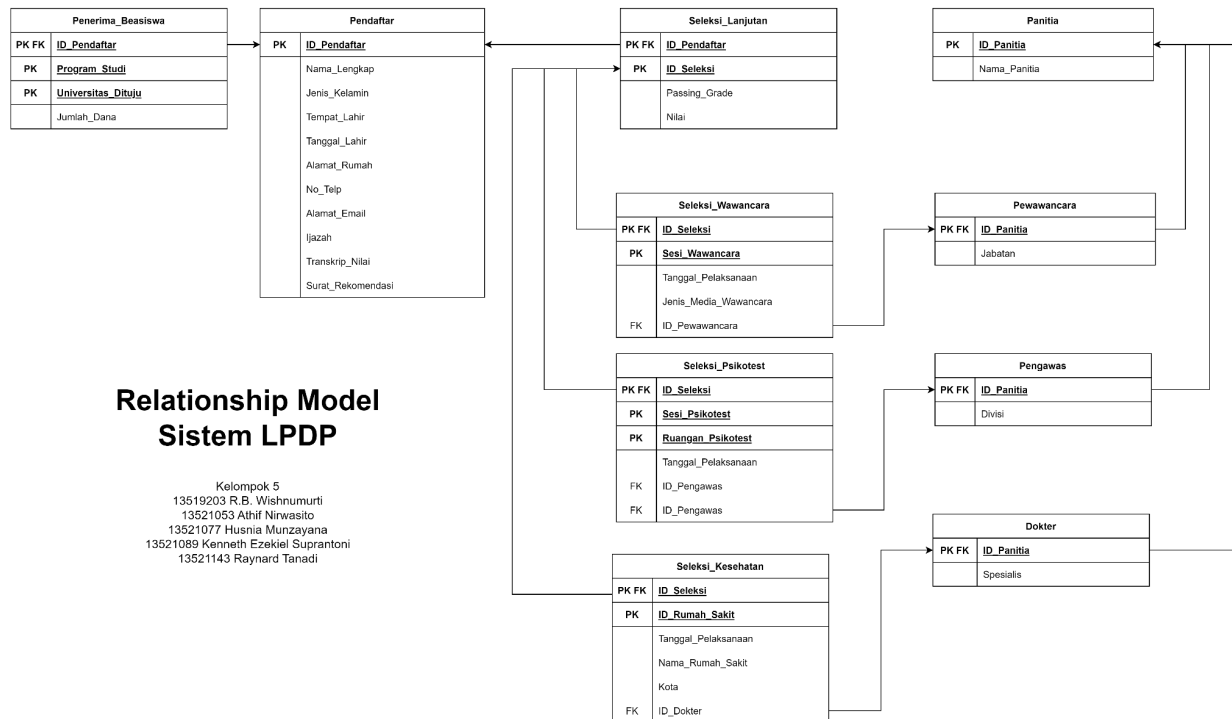 Penerima_Beasiswa
PK FK ID_Pendaftar
PK Program_Studi
PK Universitas_Dituju
Jumlah_Dana
Pendaftar
PK ID_Pendaftar
Nama_Lengkap
Jenis_Kelamin
Tempat_Lahir
Tanggal_Lahir
Alamat_Rumah
No_Telp
Alamat_Email
Ijazah
Transkrip_Nilai
Surat_Rekomendasi
Seleksi_Lanjutan
PK FK ID_Pendaftar
PK ID_Seleksi
Passing_Grade
Nilai
Panitia
PK ID_Panitia
Nama_Panitia
Seleksi_Wawancara
PK FK ID_Seleksi
PK Sesi_Wawancara
Tanggal_Pelaksanaan
Jenis_Media_Wawancara
FK ID_Pewawancara
Pewawancara
PK FK ID_Panitia
Jabatan
Seleksi_Psikotest
PK FK ID_Seleksi
PK Sesi_Psikotest
PK Ruangan_Psikotest
Tanggal_Pelaksanaan
FK ID_Pengawas
FK ID_Pengawas
Pengawas
PK FK ID_Panitia
Divisi
Relationship Model
Sistem LPDP
Kelompok 5
13519203 R.B. Wishnumurti
13521053 Athif Nirwasito
13521077 Husnia Munzayana
13521089 Kenneth Ezekiel Suprantoni
13521143 Raynard Tanadi
Seleksi_Kesehatan
PK FK ID_Seleksi
PK ID_Rumah_Sakit
Tanggal_Pelaksanaan
Nama_Rumah_Sakit
Kota
FK ID_Dokter
Dokter
PK FK ID_Panitia
Spesialis